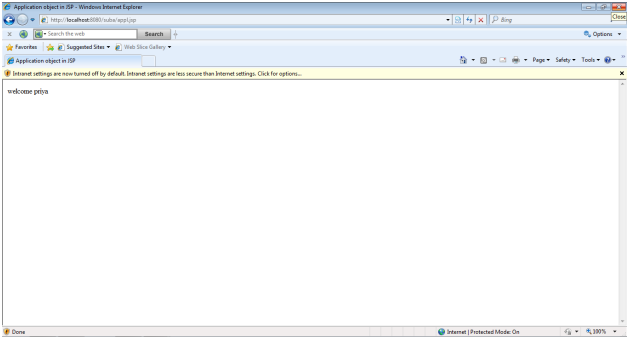 Application object in JSP - Windows Internet Explorer
http://localhost:8080/suba/appl.jsp
Bing
Close
Search the web
Search
Options
Favorites
Suggested Sites
Web Slice Gallery
Application object in JSP
Page
Safety
Tools
Intranet settings are now turned off by default. Intranet settings are less secure than Internet settings. Click for options...
welcome priya
Done
Internet | Protected Mode: On
100%